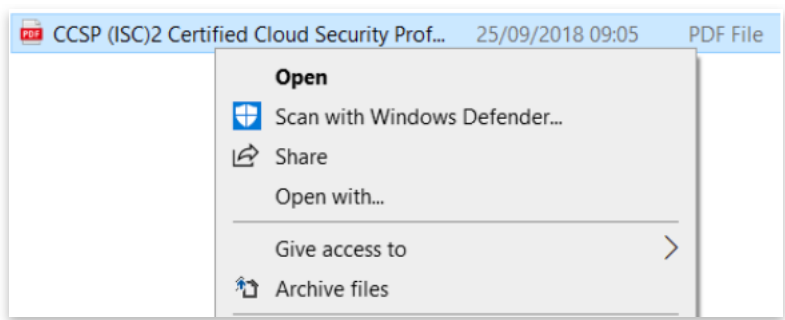 CCSP (ISC)2 Certified Cloud Security Prof... 25/09/2018 09:05 PDF File
Open
Scan with Windows Defender...
Share
Open with...
Give access to
Archive files